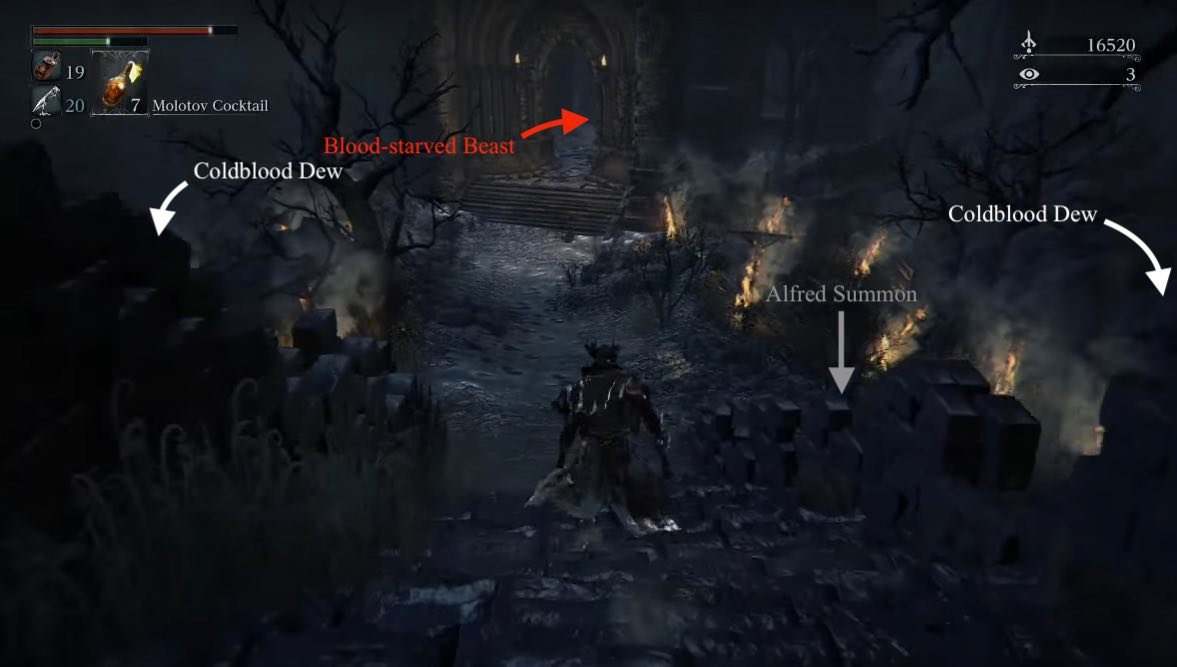 16520
19
3
20
7 Molotov Cocktail
Blood-starved Beast
Coldblood Dew
Coldblood Dew
Alfred Summon